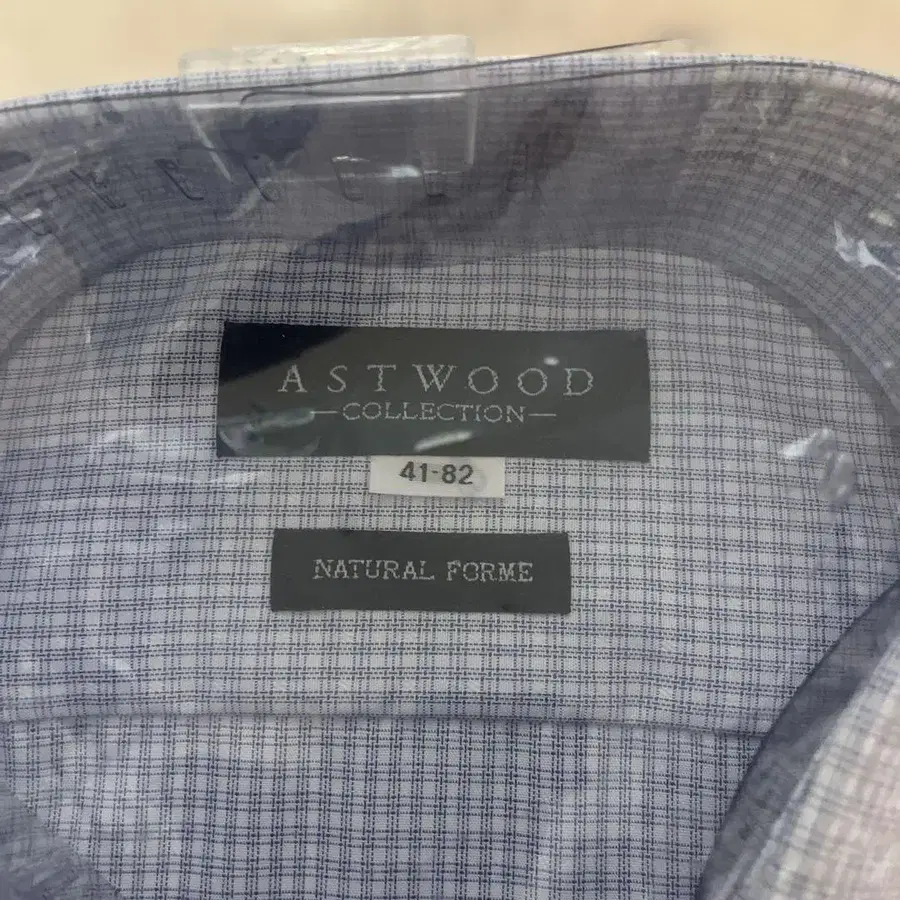 ASTWOOD
—COLLECTION—
41-82
NATURAL FORME